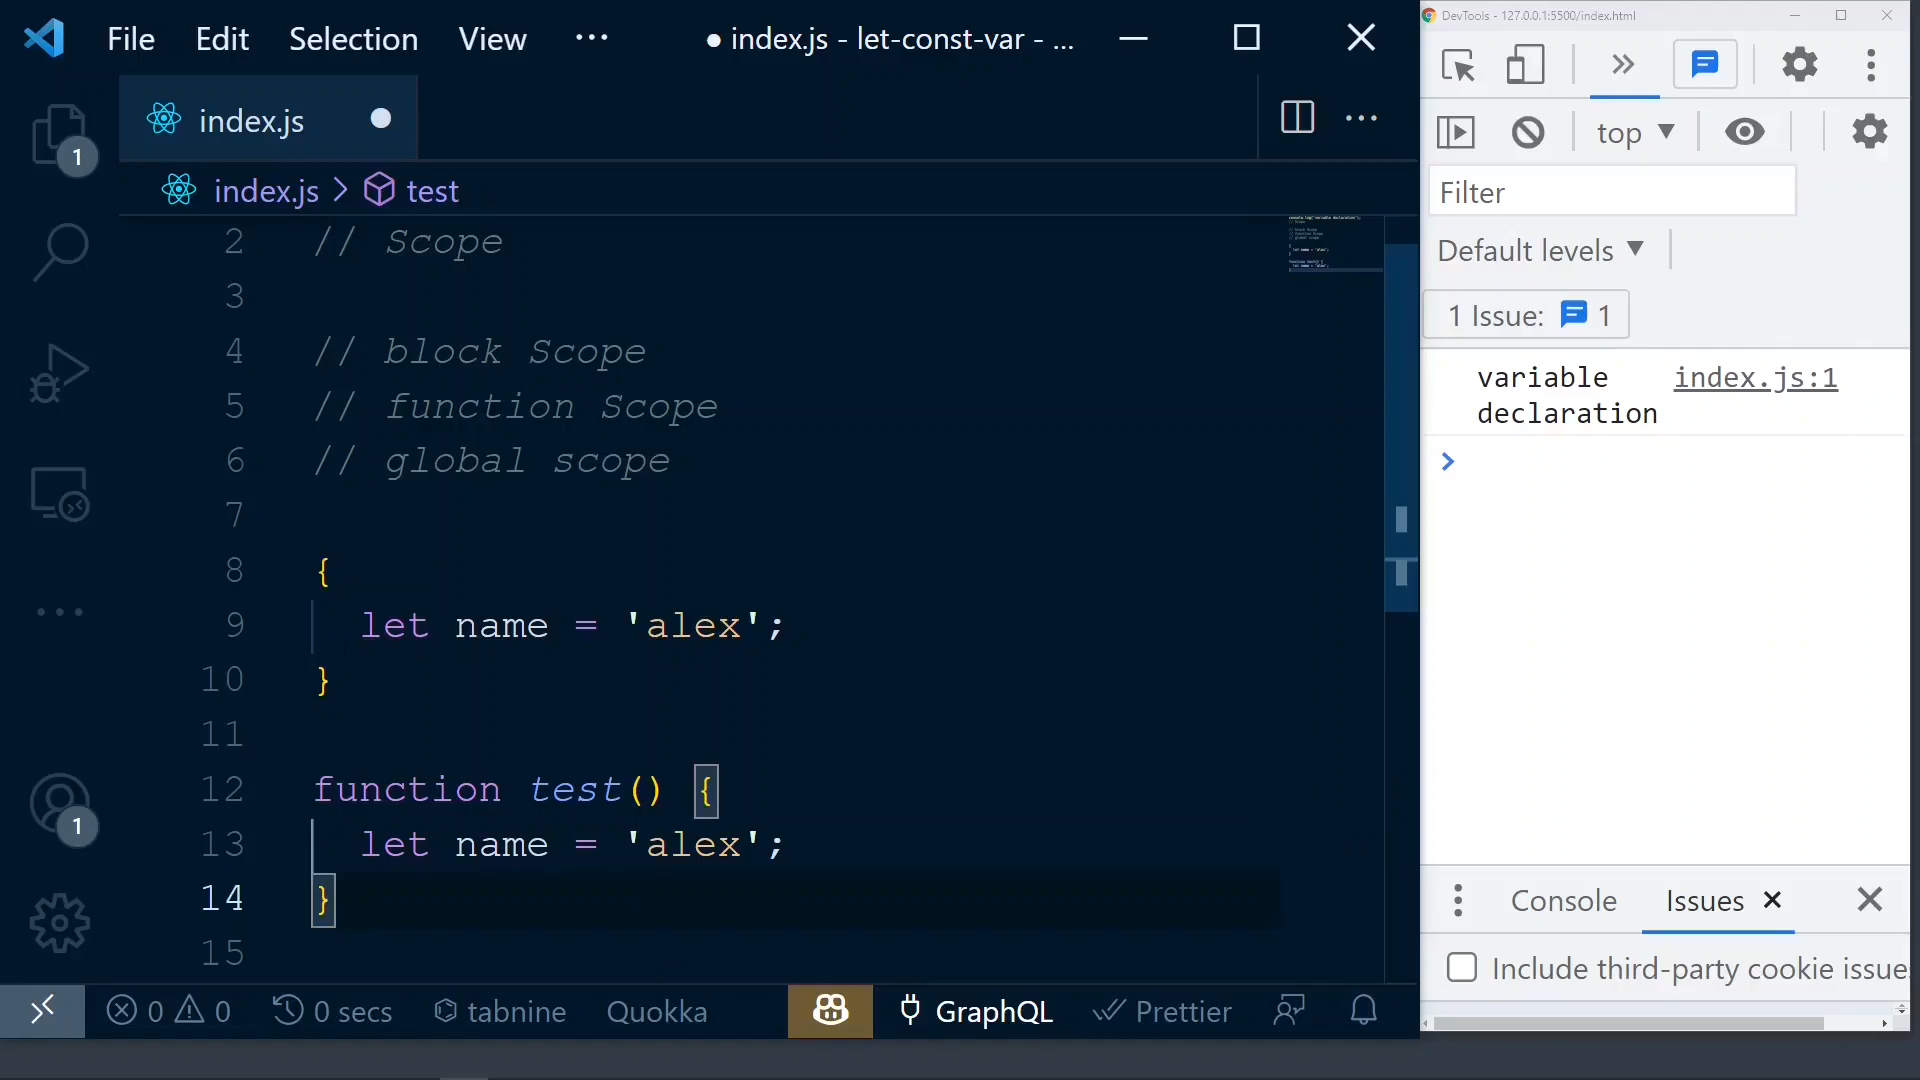 File Edit Selection View ··· ● index.js - let-const-var - ...
index.js
index.js > test
1
2 // Scope
3
4 // block Scope
5 // function Scope
6 // global scope
7
8 {
9 let name = 'alex';
10 }
11
12 function test() {
13 let name = 'alex';
14 }
15
1
0 0 0 secs tabnine Quokka GraphQL Prettier
DevTools - 127.0.0.1:5500/index.html
top
Filter
Default levels
1 Issue: 1
variable index.js:1
declaration
Console Issues
Include third-party cookie issue